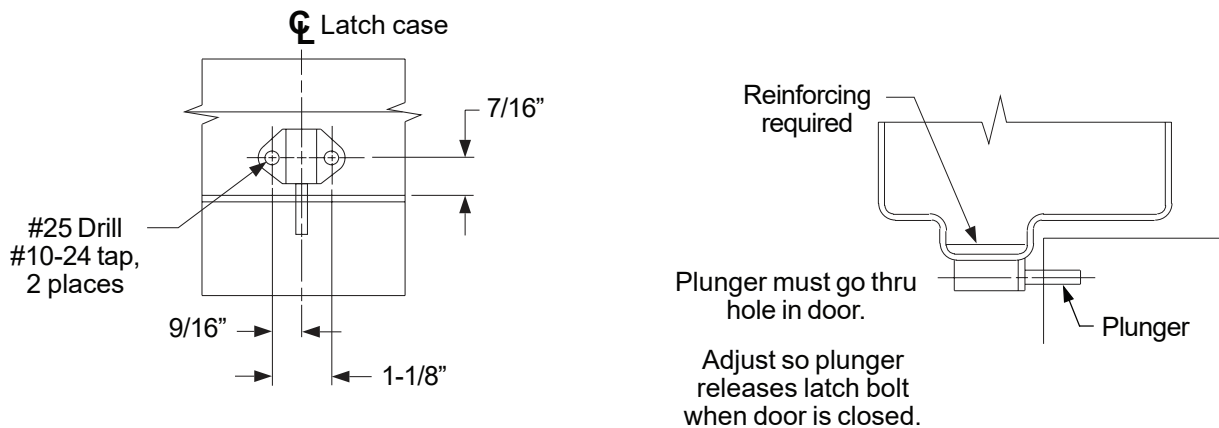 ℄ Latch case
7/16”
#25 Drill
#10-24 tap,
2 places
9/16”
1-1/8”
Reinforcing
required
Plunger must go thru
hole in door.
Plunger
Adjust so plunger
releases latch bolt
when door is closed.